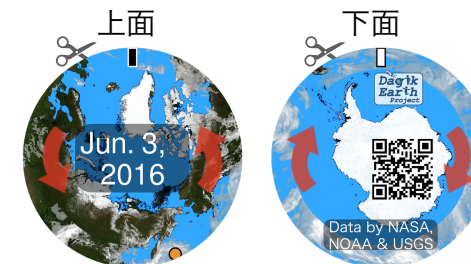 上面
下面
Jun. 3,
2016
Dagik
Earth
Project
Data by NASA,
NOAA & USGS